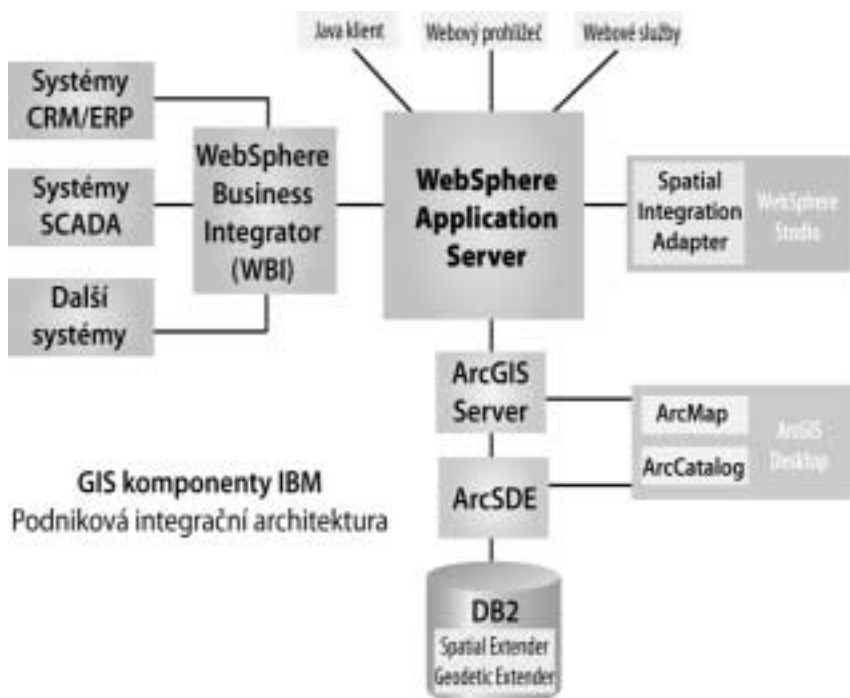 Java klient
Webový prohlížeč
Webové služby
Systémy
CRM/ERP
Systémy
SCADA
Další
systémy
WebSphere
Business
Integrator
(WBI)
WebSphere
Application
Server
Spatial
Integration
Adapter
WebSphere
Studio
ArcGIS
Server
ArcMap
ArcCatalog
ArcGIS
Desktop
ArcSDE
GIS komponenty IBM
Podniková integrační architektura
DB2
Spatial Extender
Geodetic Extender